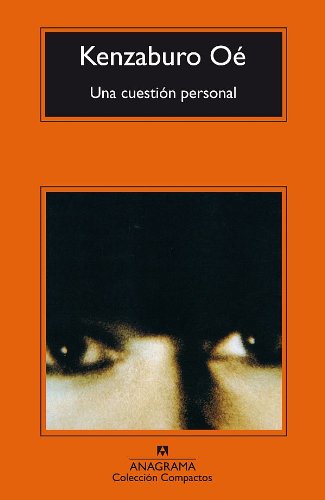 Kenzaburo Oé
Una cuestión personal
ANAGRAMA
Colección Compactos